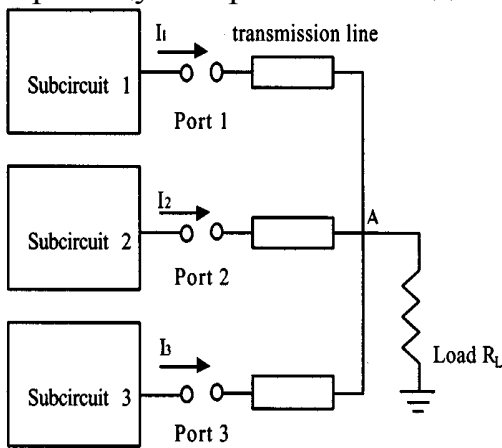 I1
transmission line
Subcircuit 1
Port 1
I2
A
Subcircuit 2
Port 2
I3
Load RL
Subcircuit 3
Port 3